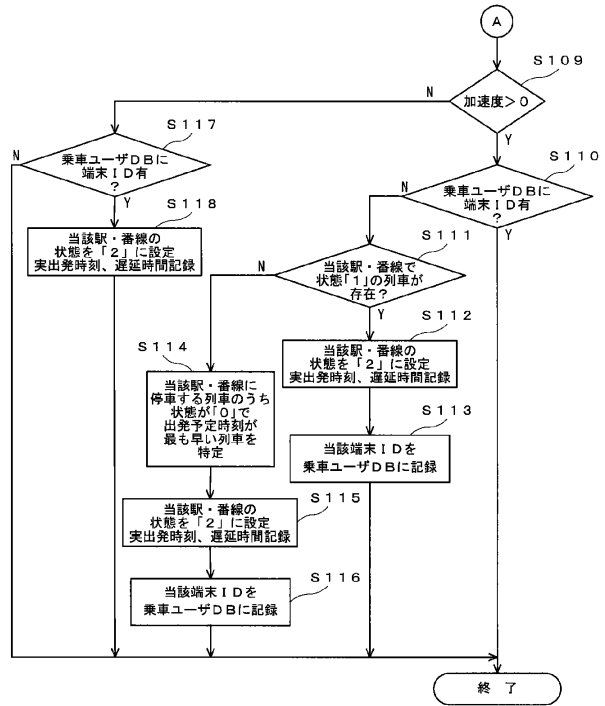 A
S109
加速度>0
N
Y
S117
乗車ユーザDBに
端末ID有
?
N
Y
S110
乗車ユーザDBに
端末ID有
?
N
Y
S118
当該駅・番線の
状態を「2」に設定
実出発時刻、遅延時間記録
S111
当該駅・番線で
状態「1」の列車が
存在?
N
Y
S112
当該駅・番線の
状態を「2」に設定
実出発時刻、遅延時間記録
S114
当該駅・番線に
停車する列車のうち
状態が「0」で
出発予定時刻が
最も早い列車を
特定
S113
当該端末IDを
乗車ユーザDBに記録
S115
当該駅・番線の
状態を「2」に設定
実出発時刻、遅延時間記録
S116
当該端末IDを
乗車ユーザDBに記録
終了